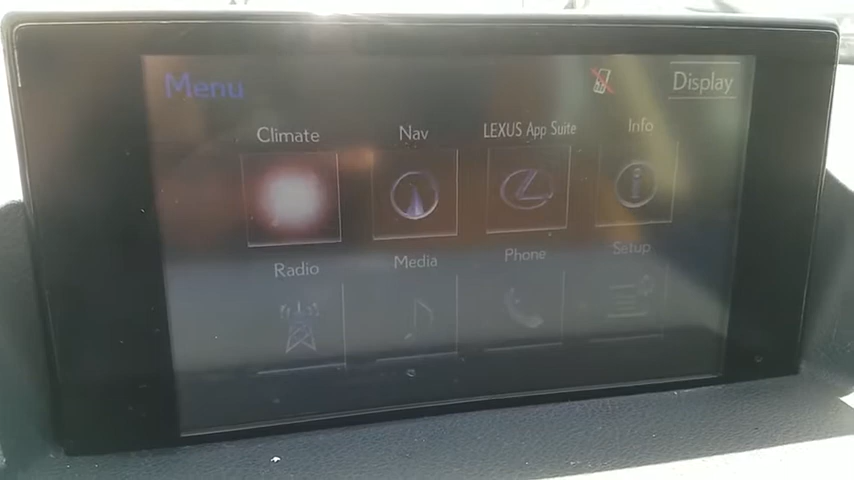 Menu
Display
Climate
Nav
LEXUS App Suite
Info
Radio
Media
Phone
Setup